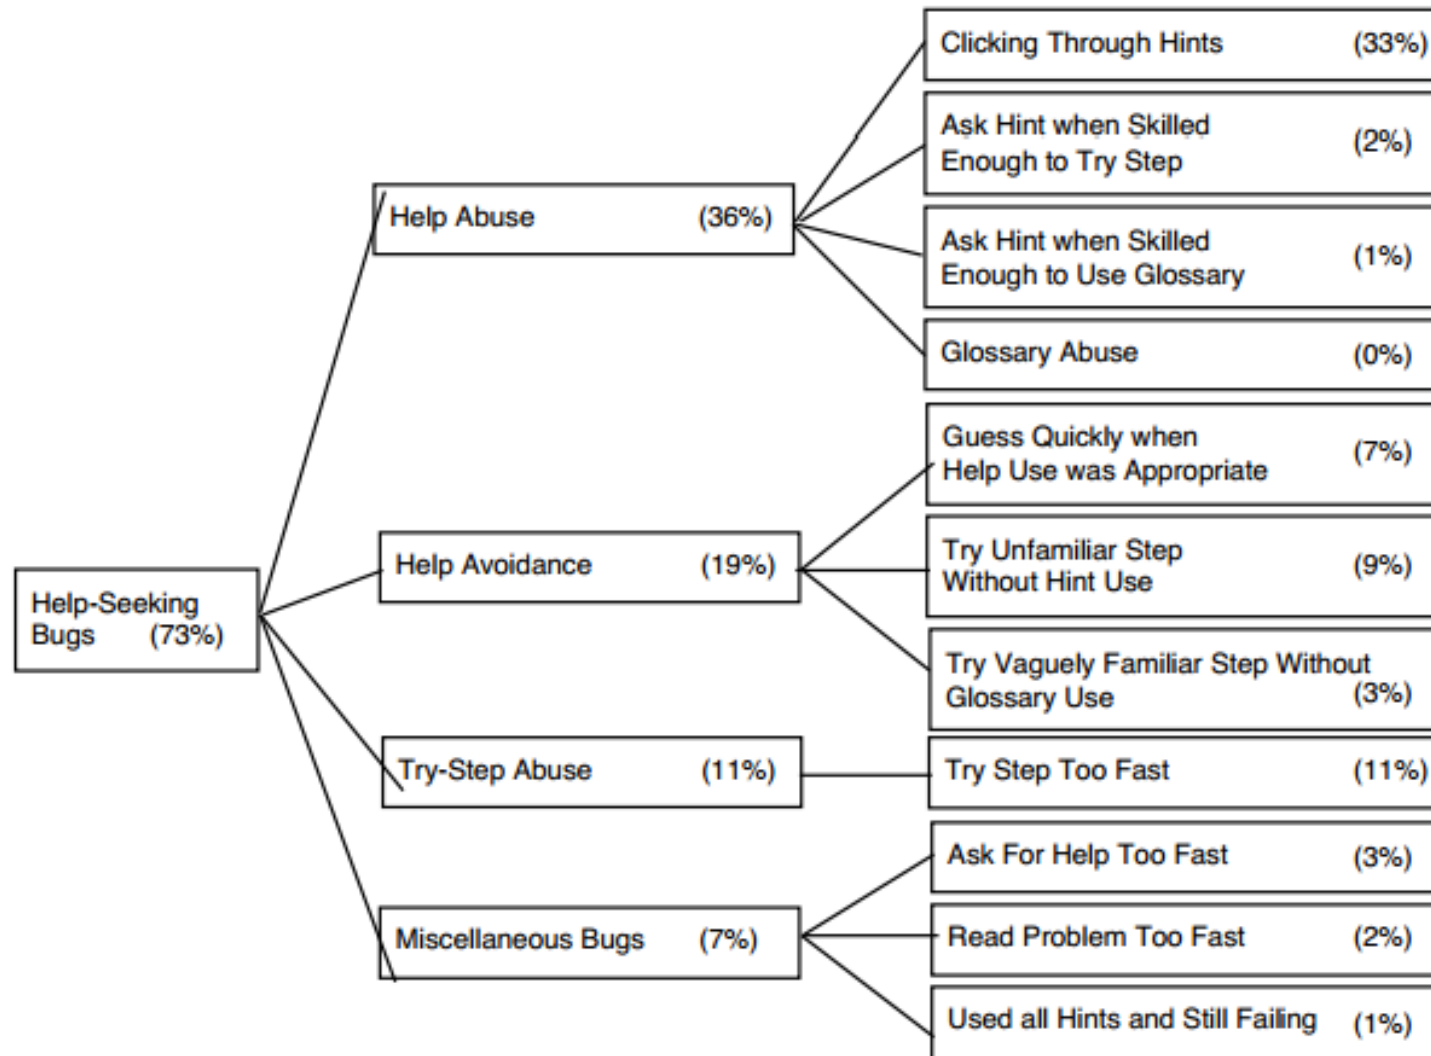 Clicking Through Hints (33%)
Ask Hint when Skilled
Enough to Try Step (2%)
Help Abuse (36%)
Ask Hint when Skilled
Enough to Use Glossary (1%)
Glossary Abuse (0%)
Guess Quickly when
Help Use was Appropriate (7%)
Help Avoidance (19%)
Try Unfamiliar Step
Without Hint Use (9%)
Help-Seeking
Bugs (73%)
Try Vaguely Familiar Step Without
Glossary Use (3%)
Try-Step Abuse (11%)
Try Step Too Fast (11%)
Ask For Help Too Fast (3%)
Miscellaneous Bugs (7%)
Read Problem Too Fast (2%)
Used all Hints and Still Failing (1%)